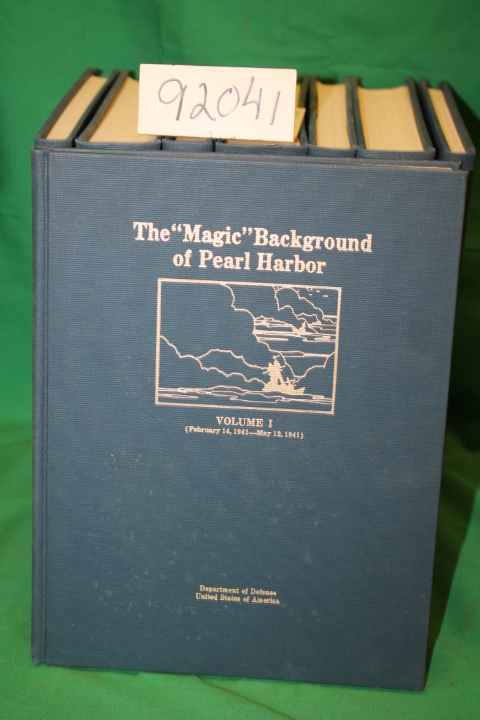 92041
The "Magic" Background
of Pearl Harbor
VOLUME I
(February 14, 1941—May 12, 1941)
Department of Defense
United States of America